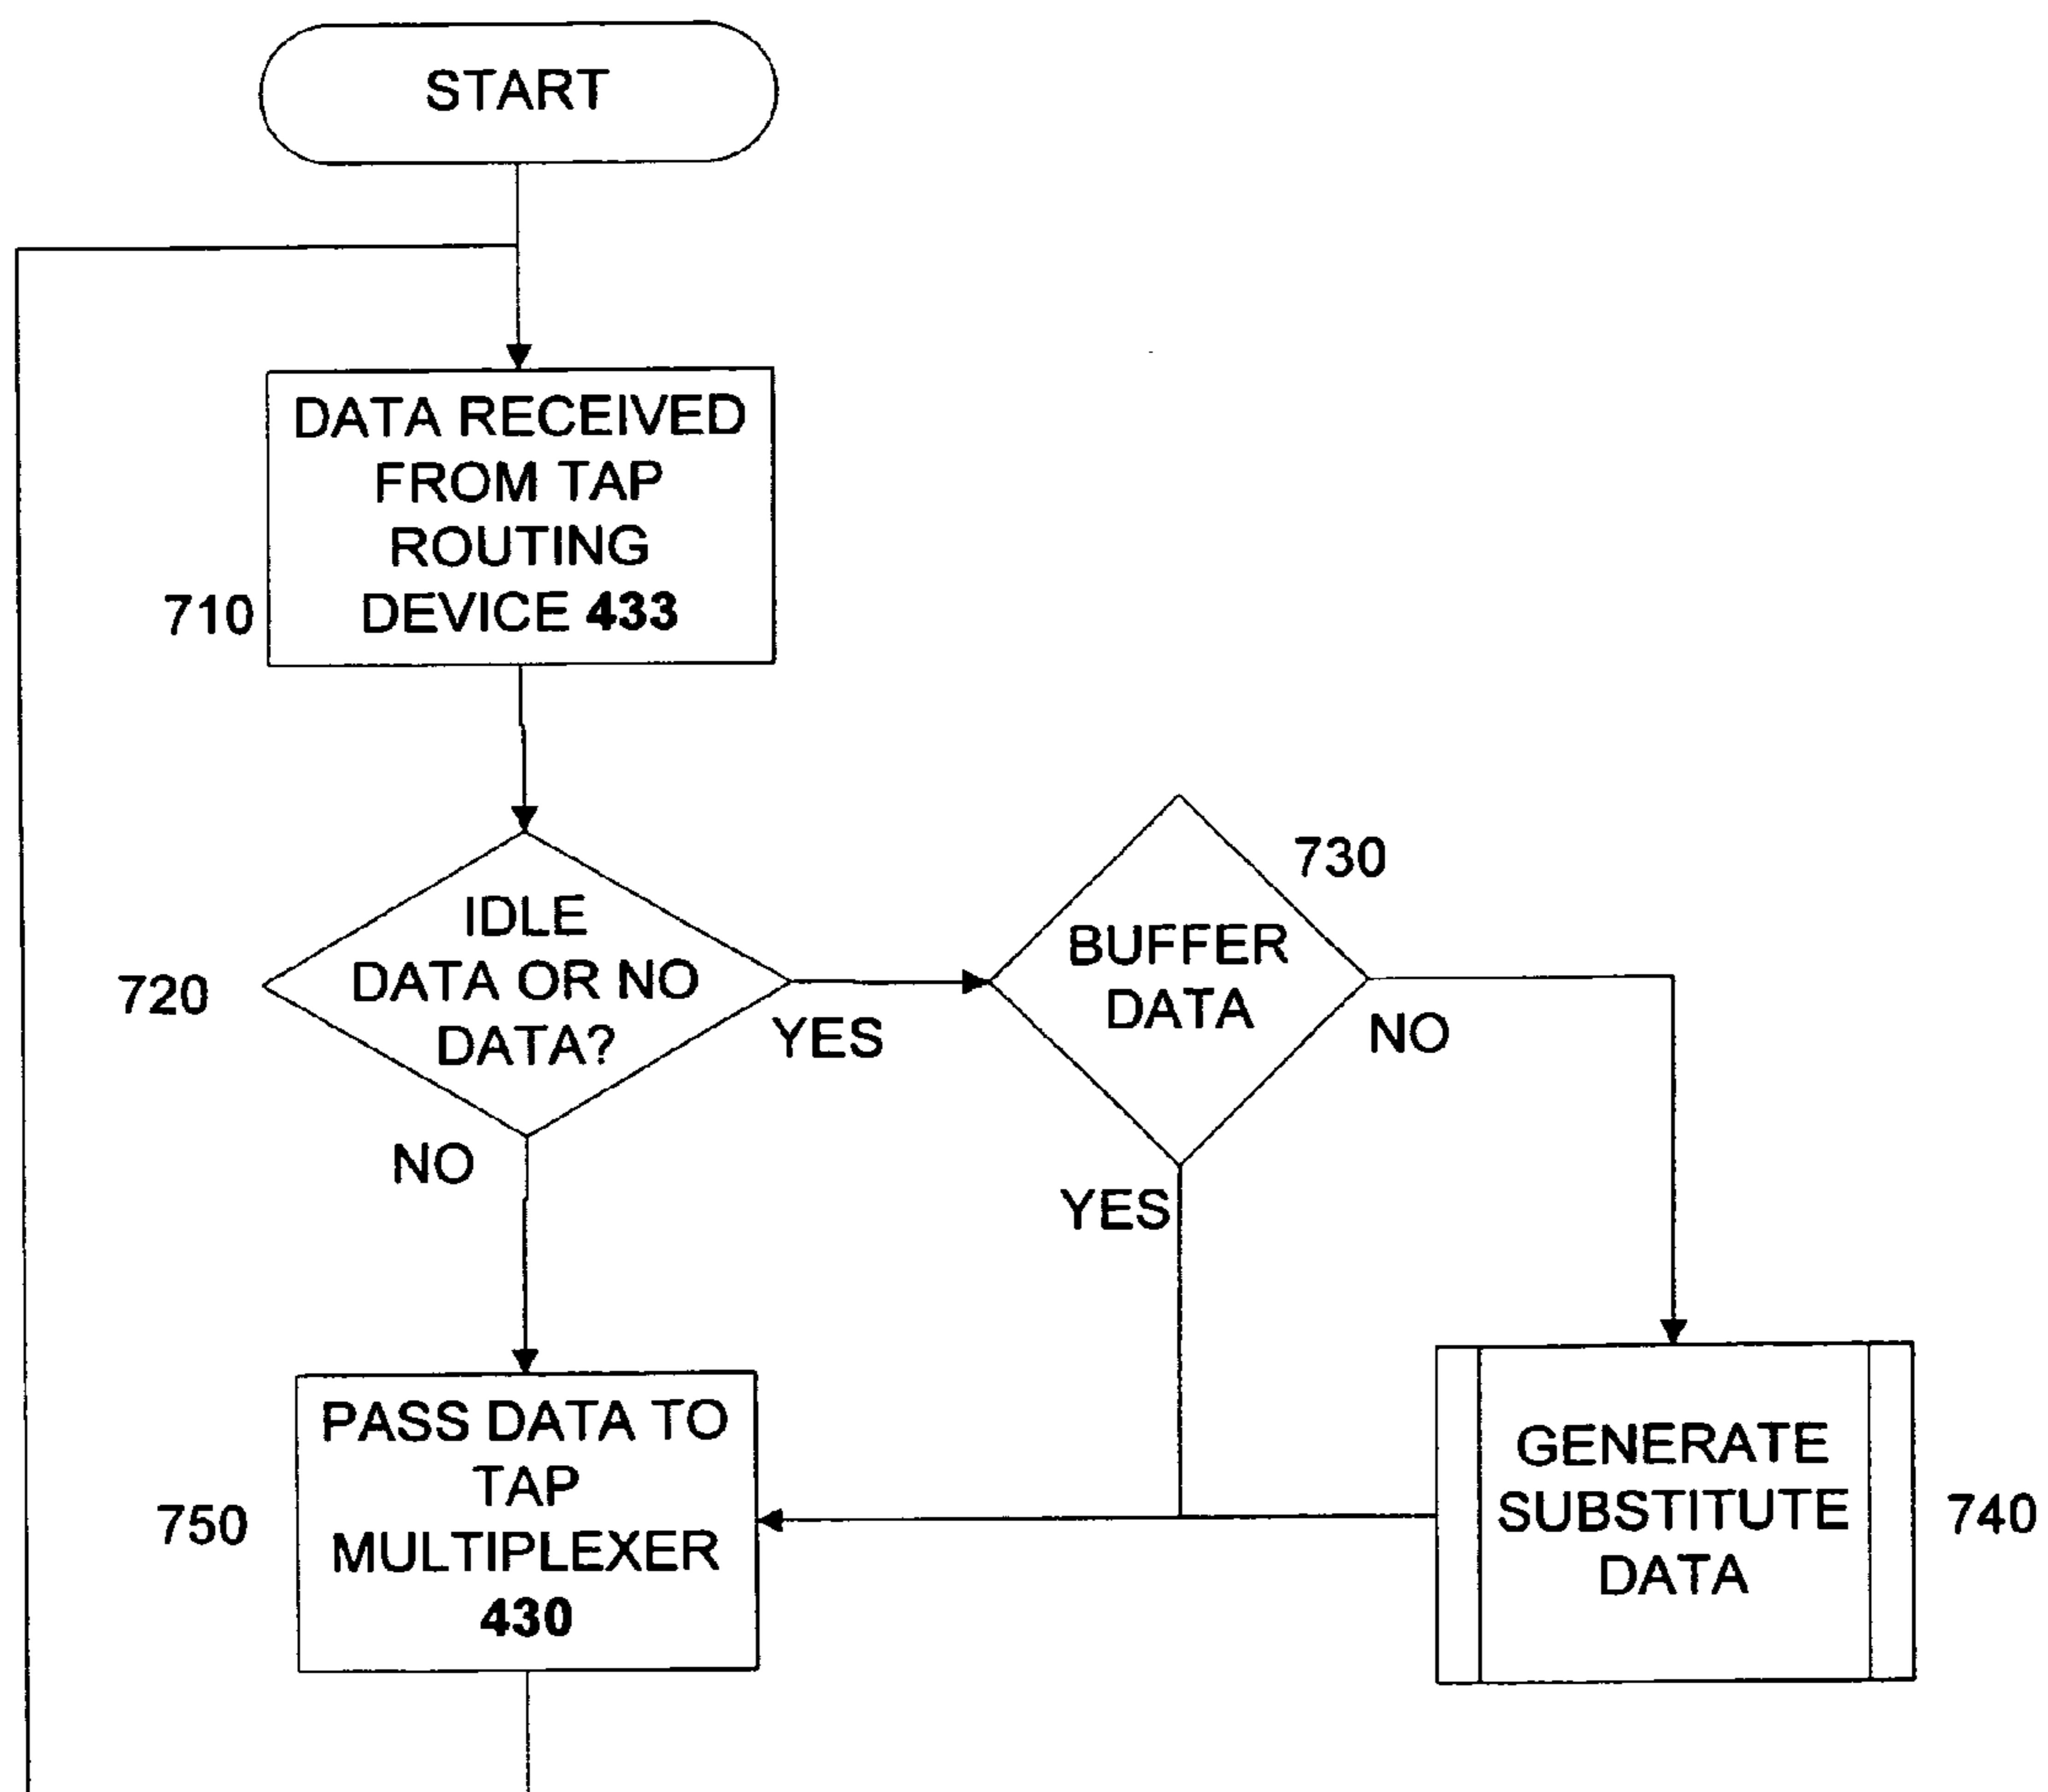 START
DATA RECEIVED
FROM TAP
ROUTING
DEVICE 433
710
IDLE
DATA OR NO
DATA?
720
YES
NO
BUFFER
DATA
730
NO
YES
GENERATE
SUBSTITUTE
DATA
740
PASS DATA TO
TAP
MULTIPLEXER
430
750